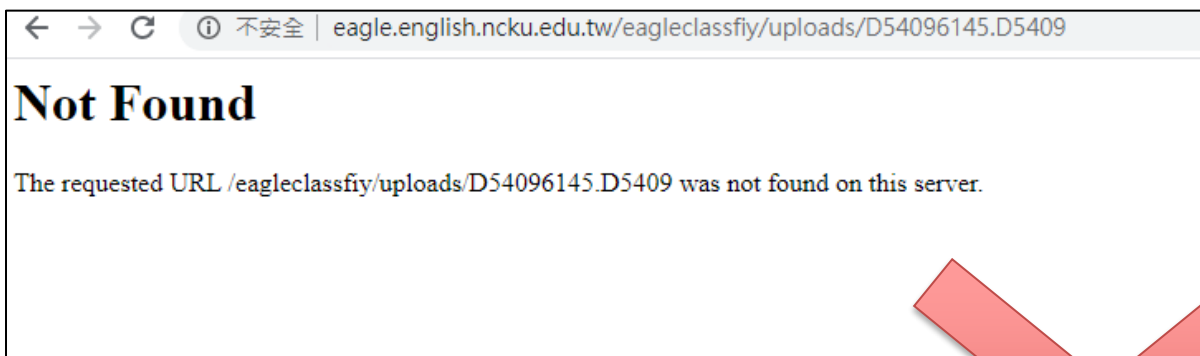 不安全 | eagle.english.ncku.edu.tw/eagleclassfiy/uploads/D54096145.D5409
Not Found
The requested URL /eagleclassfiy/uploads/D54096145.D5409 was not found on this server.